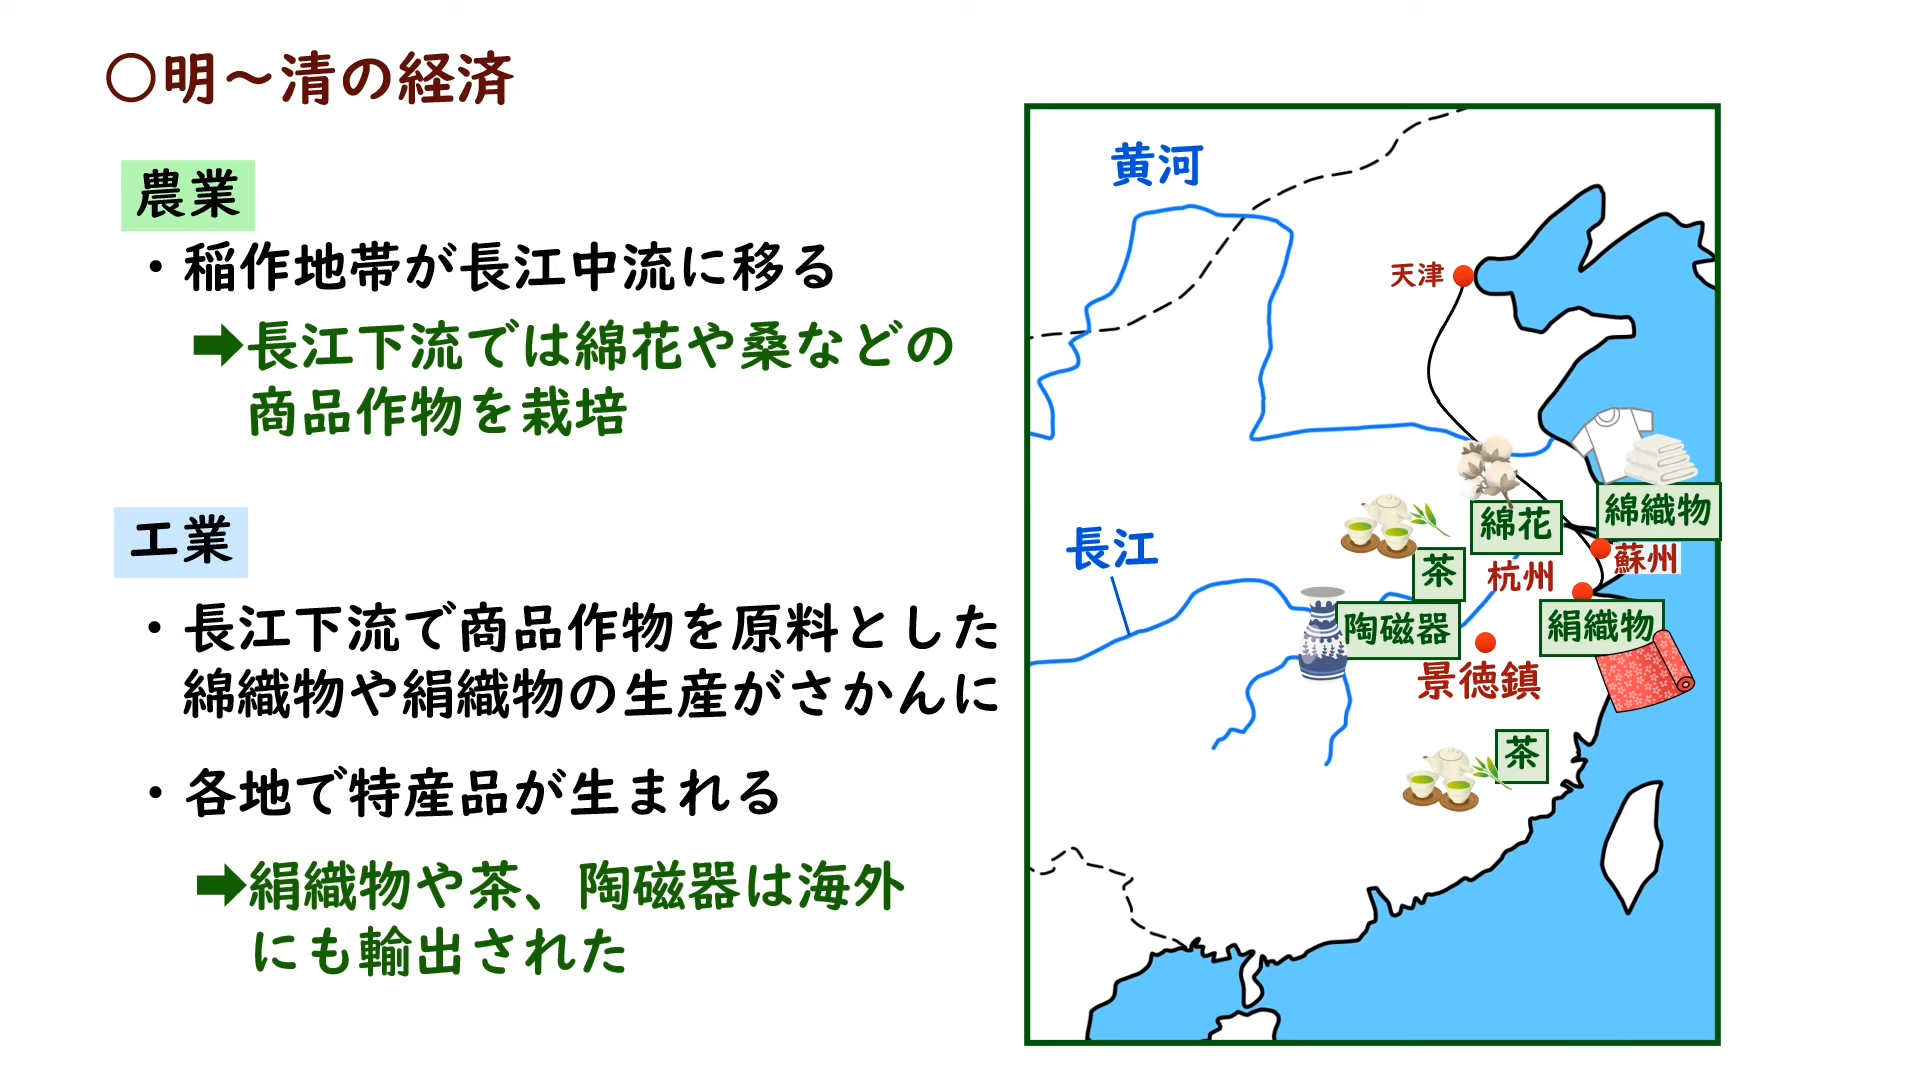 〇明～清の経済
農業
・稲作地帯が長江中流に移る
➡長江下流では綿花や桑などの
商品作物を栽培
工業
・長江下流で商品作物を原料とした
綿織物や絹織物の生産がさかんに
・各地で特産品が生まれる
➡絹織物や茶、陶磁器は海外
にも輸出された
黄河
天津
綿織物
綿花
長江
蘇州
茶
杭州
陶磁器
絹織物
景徳鎮
茶